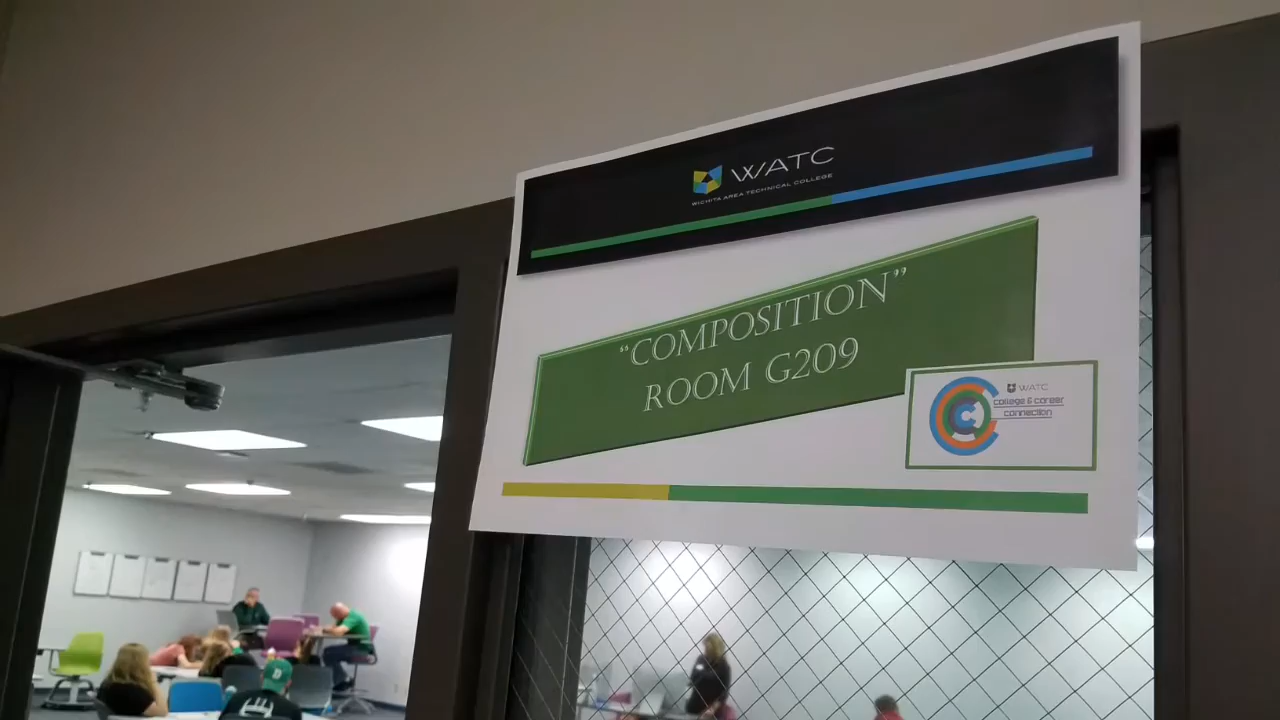 WATC
WICHITA AREA TECHNICAL COLLEGE
“COMPOSITION”
ROOM G209
WATC
college & career
connection